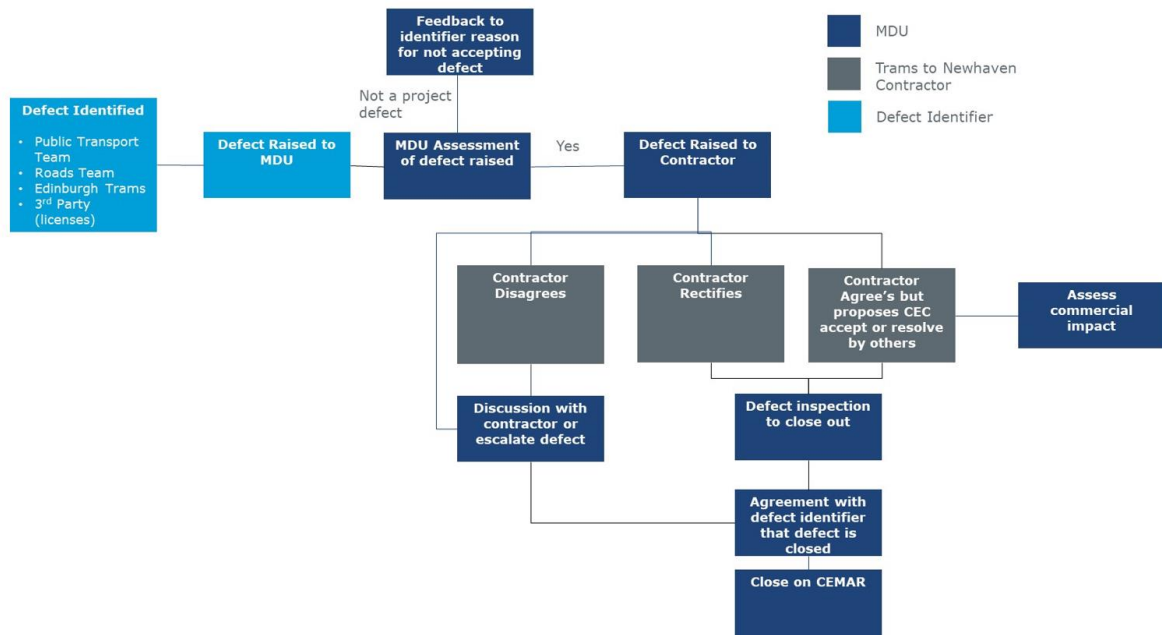 Feedback to
identifier reason
for not accepting
defect
MDU
Trams to Newhaven
Contractor
Defect Identifier
Not a project
defect
Defect Identified
• Public Transport
Team
• Roads Team
• Edinburgh Trams
• 3rd Party
(licenses)
Defect Raised to
MDU
MDU Assessment
of defect raised
Yes
Defect Raised to
Contractor
Contractor
Disagrees
Contractor
Rectifies
Contractor
Agree's but
proposes CEC
accept or resolve
by others
Assess
commercial
impact
Discussion with
contractor or
escalate defect
Defect inspection
to close out
Agreement with
defect identifier
that defect is
closed
Close on CEMAR